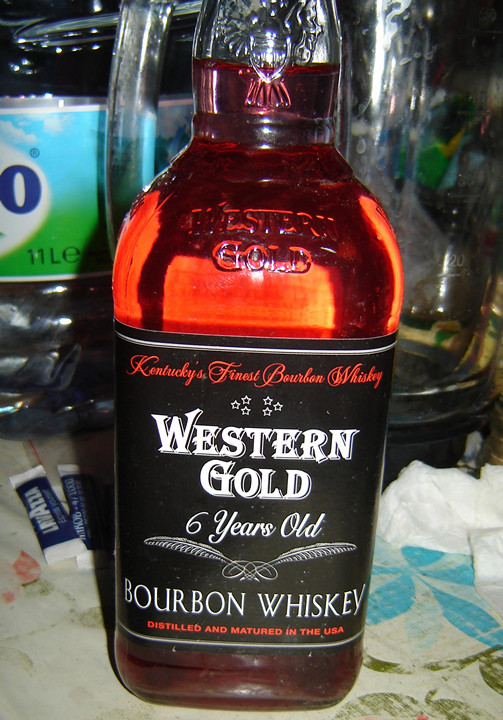 WESTERN
GOLD
O®
11Le
Kentucky's Finest Bourbon Whiskey
WESTERN
GOLD
6 Years Old
BOURBON WHISKEY
DISTILLED AND MATURED IN THE USA